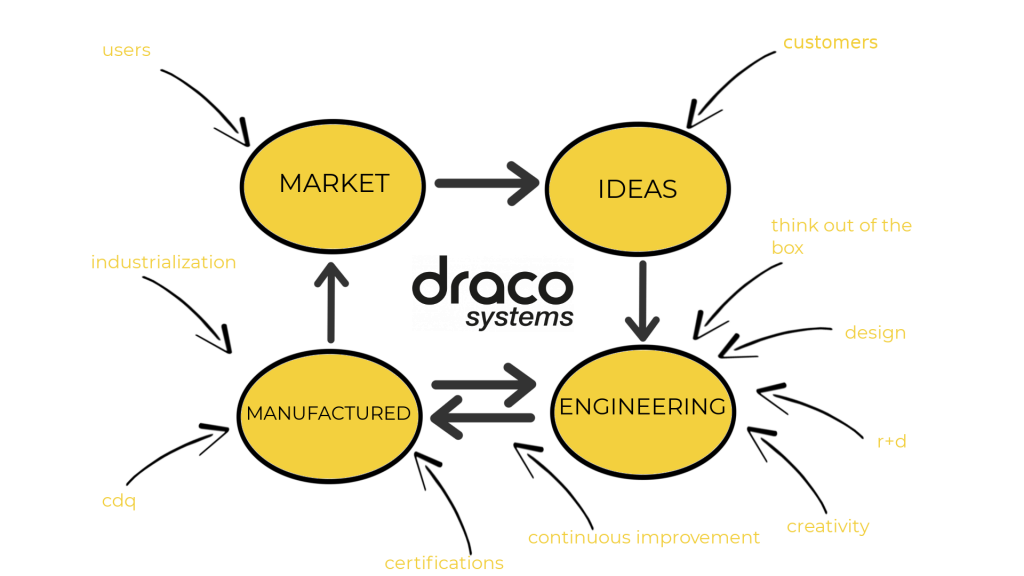 users
customers
MARKET
IDEAS
think out of the
box
industrialization
draco
systems
design
MANUFACTURED
ENGINEERING
r+d
cdq
creativity
continuous improvement
certifications